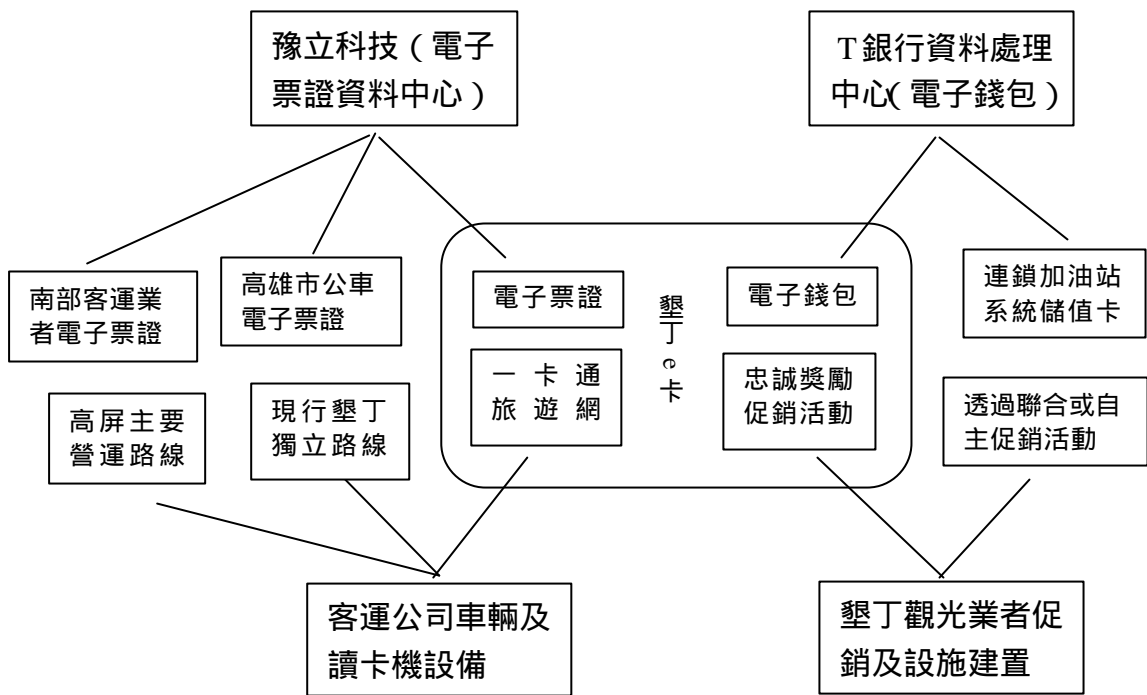 豫立科技（電子
票證資料中心）
T銀行資料處理
中心（電子錢包）
南部客運業
者電子票證
高雄市公車
電子票證
電子票證
墾丁e卡
電子錢包
連鎖加油站
系統儲值卡
高屏主要
營運路線
現行墾丁
獨立路線
一卡通
旅遊網
忠誠獎勵
促銷活動
透過聯合或自
主促銷活動
客運公司車輛及
讀卡機設備
墾丁觀光業者促
銷及設施建置